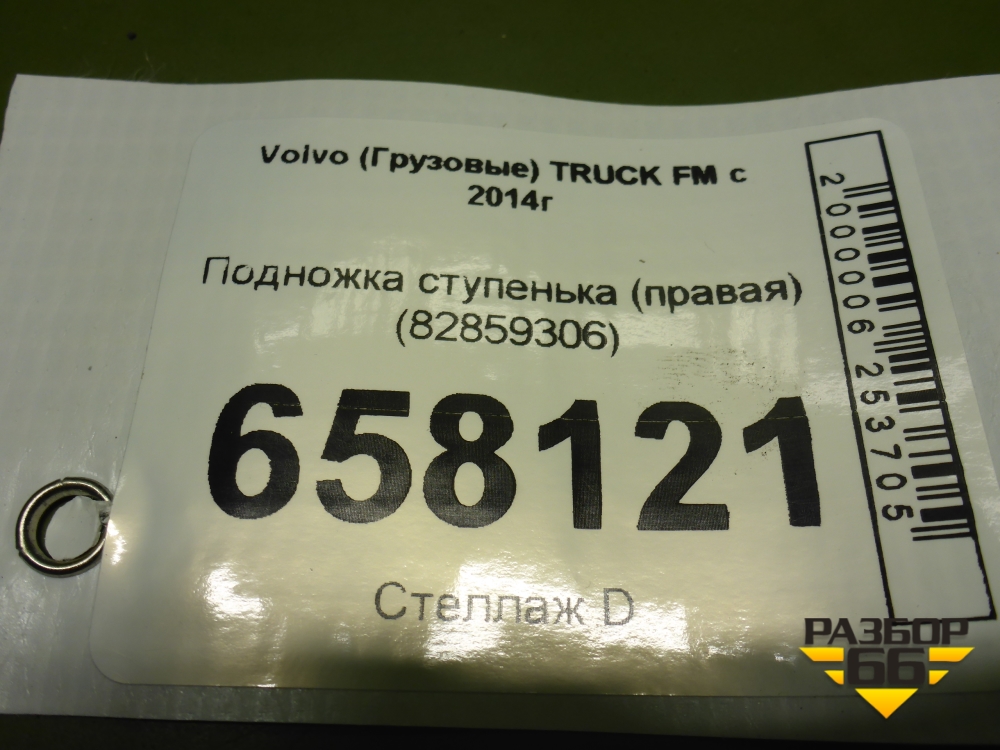 Volvo (Грузовые) TRUCK FM с
2014г
Подножка ступенька (правая)
(82859306)
658121
Стеллаж D
2000006253705
РАЗБОР
66